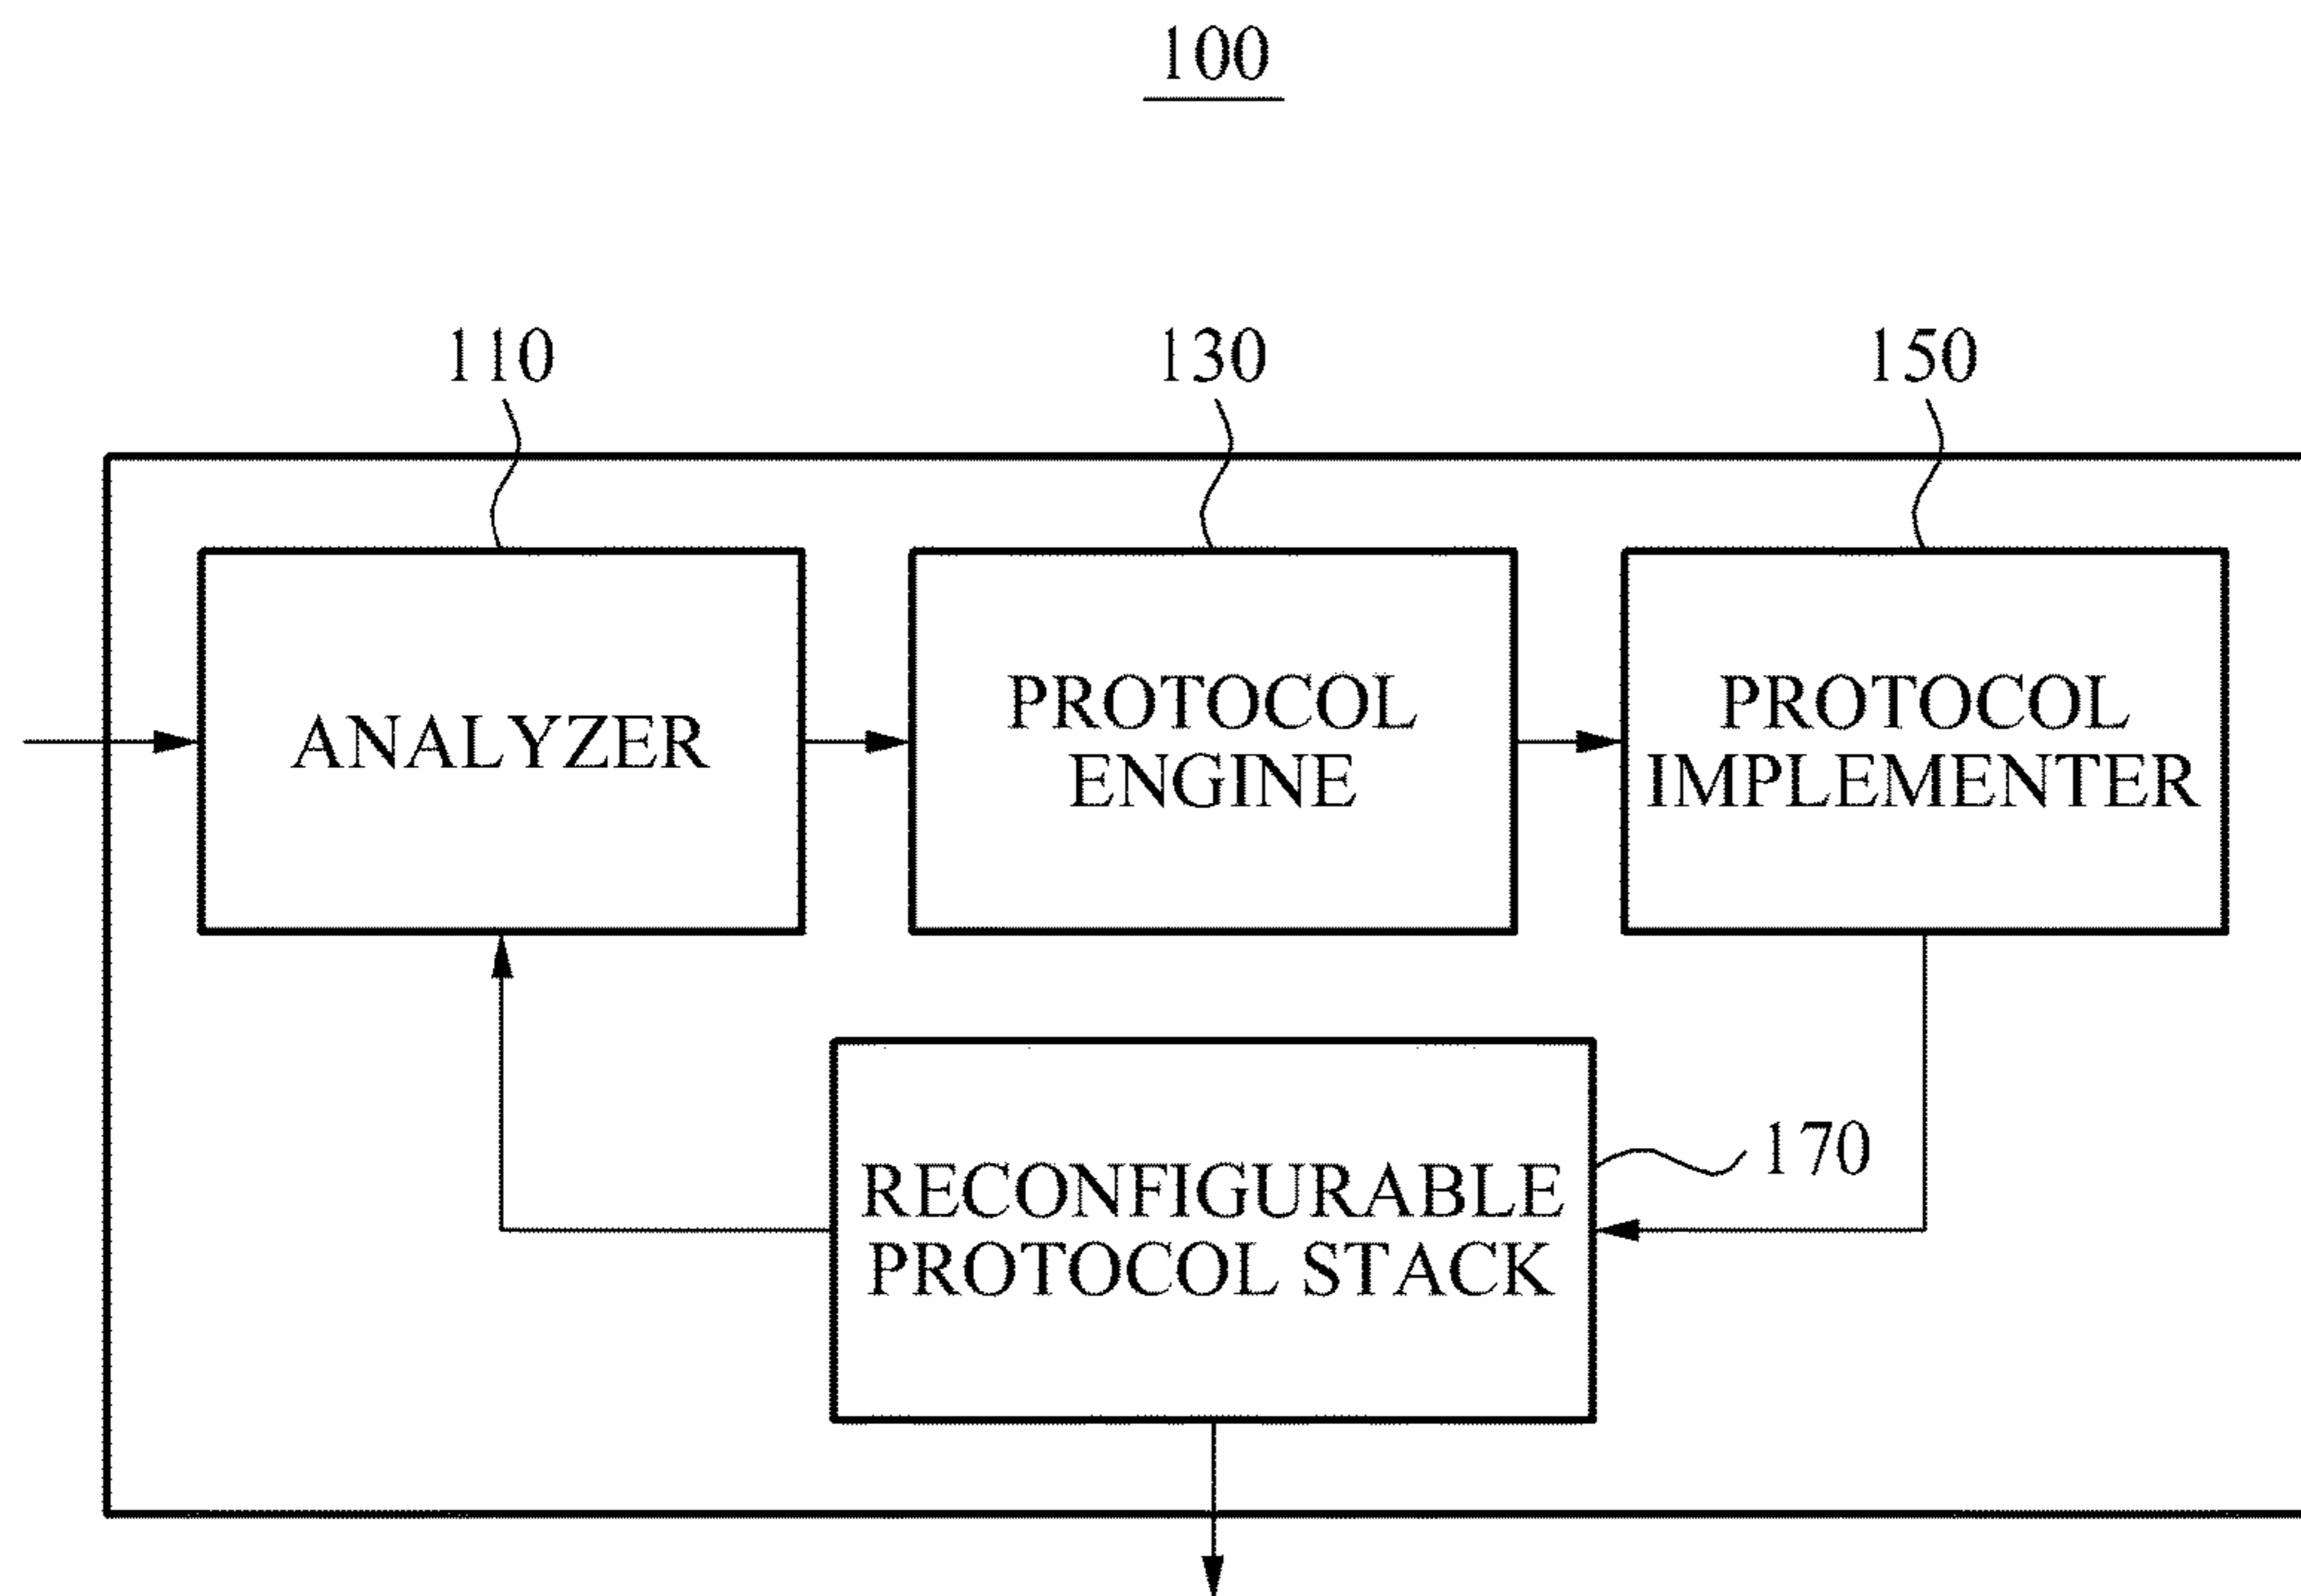 100
110
130
150
ANALYZER
PROTOCOL
ENGINE
PROTOCOL
IMPLEMENTER
RECONFIGURABLE
PROTOCOL STACK
170